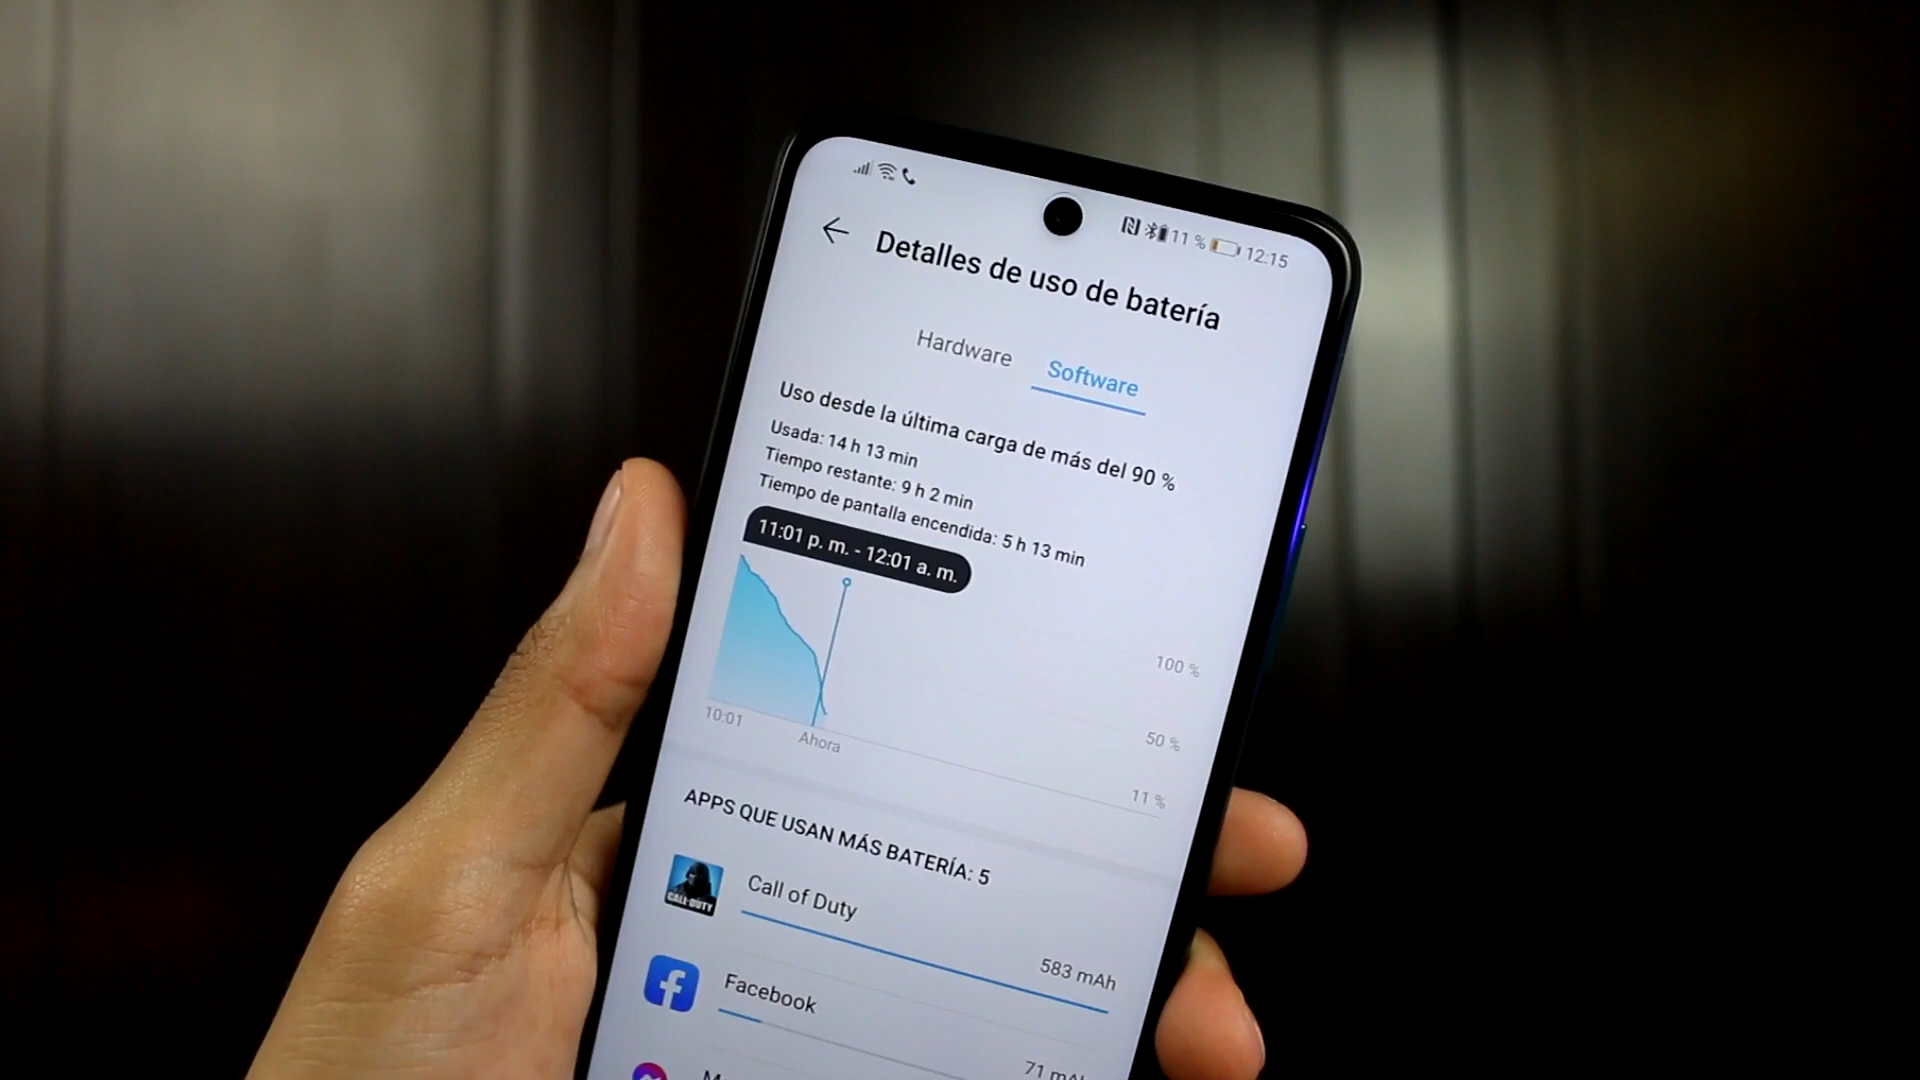 11 % 12:15
Detalles de uso de batería
Hardware Software
Uso desde la última carga de más del 90 %
Usada: 14 h 13 min
Tiempo restante: 9 h 2 min
Tiempo de pantalla encendida: 5 h 13 min
11:01 p. m. - 12:01 a. m.
100 %
50 %
11 %
10:01
Ahora
APPS QUE USAN MÁS BATERÍA: 5
CALL OF DUTY
Call of Duty
583 mAh
Facebook
71 mAh